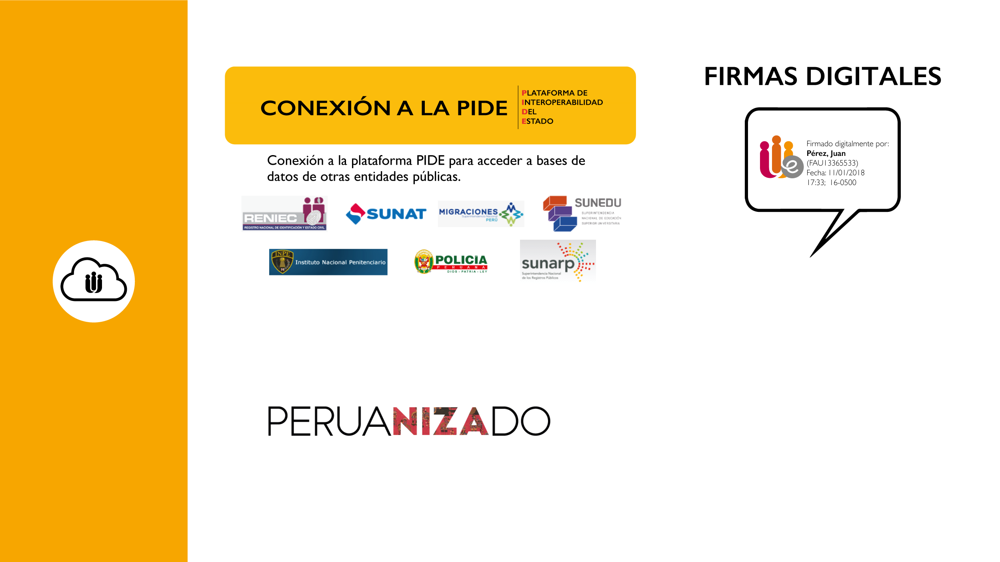 CONEXIÓN A LA PIDE
PLATAFORMA DE
INTEROPERABILIDAD
DEL
ESTADO
Conexión a la plataforma PIDE para acceder a bases de
datos de otras entidades públicas.
RENIEC
REGISTRO NACIONAL DE IDENTIFICACIÓN Y ESTADO CIVIL
SUNAT
MIGRACIONES
Superintendencia Nacional
PERÚ
SUNEDU
SUPERINTENDENCIA
NACIONAL DE EDUCACIÓN
SUPERIOR UNIVERSITARIA
INPE
Instituto Nacional Penitenciario
POLICÍA
PERUANA
DIOS - PATRIA - LEY
sunarp
Superintendencia Nacional
de los Registros Públicos
PERUANIZADO
FIRMAS DIGITALES
Firmado digitalmente por:
Pérez, Juan
(FAU13365533)
Fecha: 11/01/2018
17:33; 16-0500
e